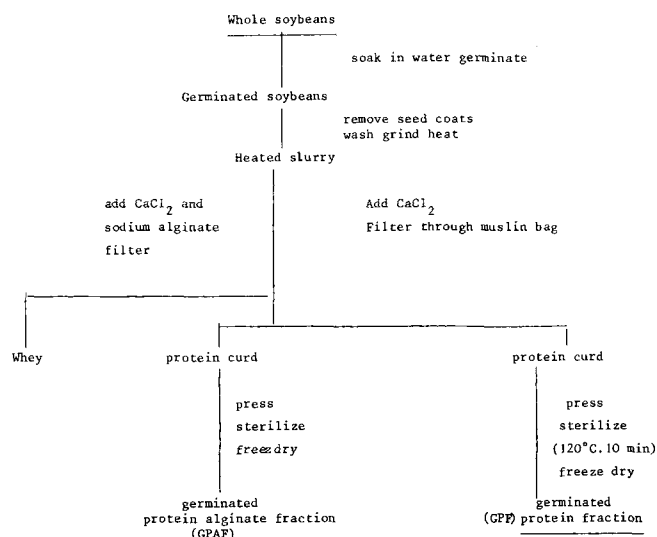 Whole soybeans
soak in water germinate
Germinated soybeans
remove seed coats
wash grind heat
Heated slurry
add CaCl2 and
sodium alginate
filter
Add CaCl2
Filter through muslin bag
Whey
protein curd
press
sterilize
freezdry
germinated
protein alginate fraction
(GPAF)
protein curd
press
sterilize
(120°C.10 min)
freeze dry
germinated
(GPF) protein fraction